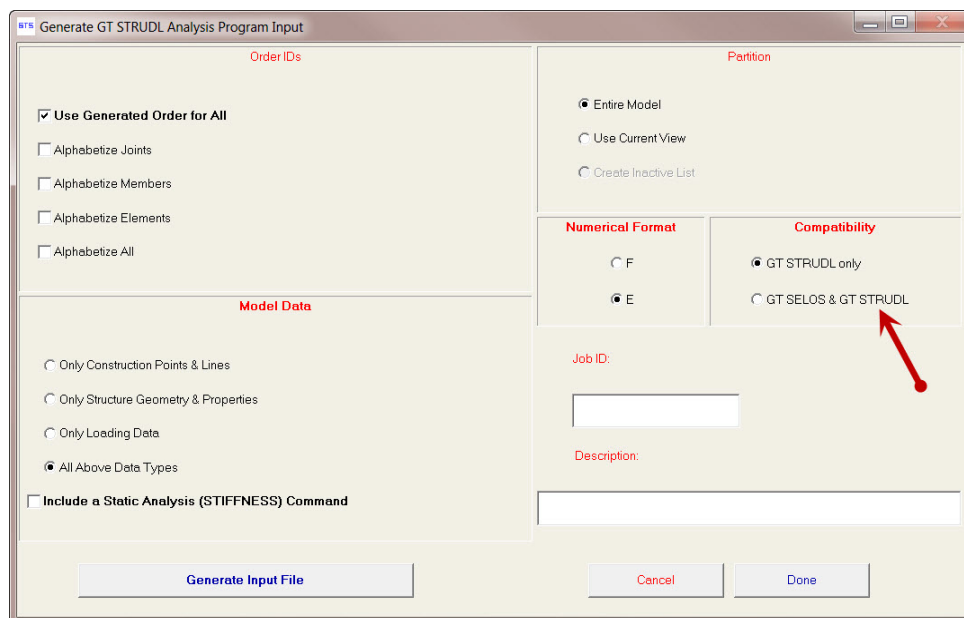 GTS Generate GT STRUDL Analysis Program Input
Order IDs
Use Generated Order for All
Alphabetize Joints
Alphabetize Members
Alphabetize Elements
Alphabetize All
Model Data
Only Construction Points & Lines
Only Structure Geometry & Properties
Only Loading Data
All Above Data Types
Include a Static Analysis (STIFFNESS) Command
Generate Input File
Partition
Entire Model
Use Current View
Create Inactive List
Numerical Format
F
E
Compatibility
GT STRUDL only
GT SELOS & GT STRUDL
Job ID:
Description:
Cancel
Done